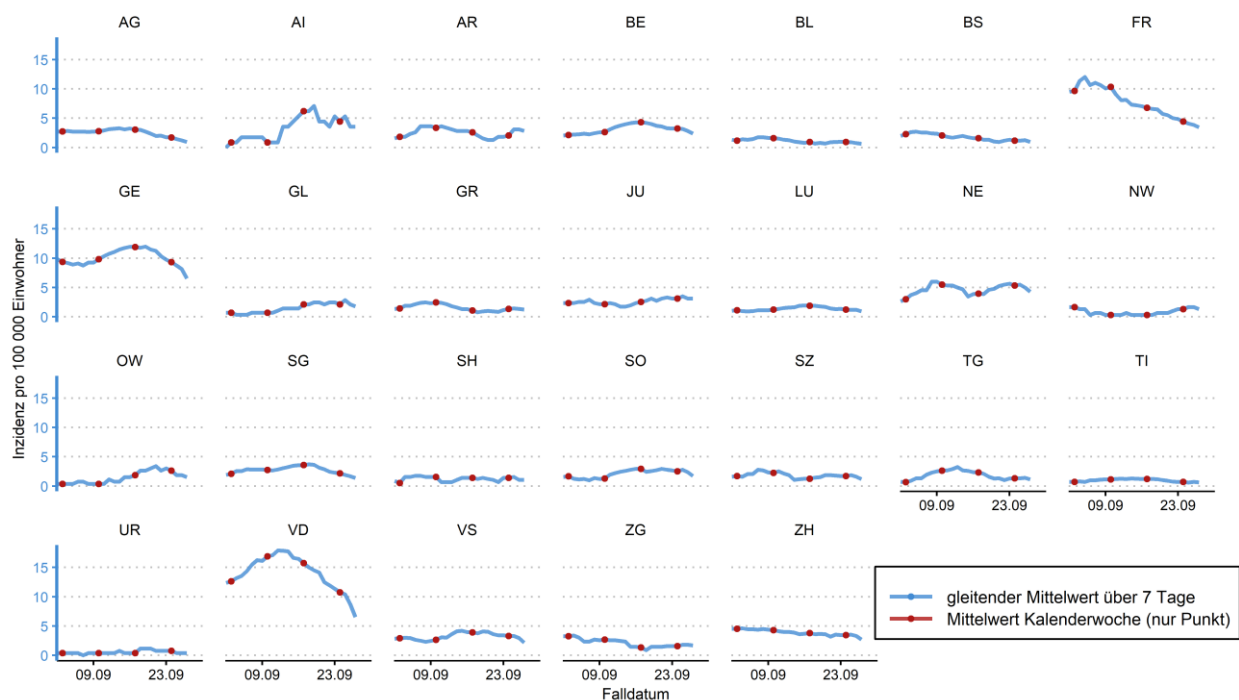 AG AI AR BE BL BS FR
15
10
5
0
GE GL GR JU LU NE NW
15
10
5
0
OW SG SH SO SZ TG TI
15
10
5
0
09.09 23.09 09.09 23.09
UR VD VS ZG ZH
15
10
5
0
09.09 23.09 09.09 23.09 09.09 23.09 09.09 23.09 09.09 23.09
Inzidenz pro 100 000 Einwohner
Falldatum
gleitender Mittelwert über 7 Tage
Mittelwert Kalenderwoche (nur Punkt)